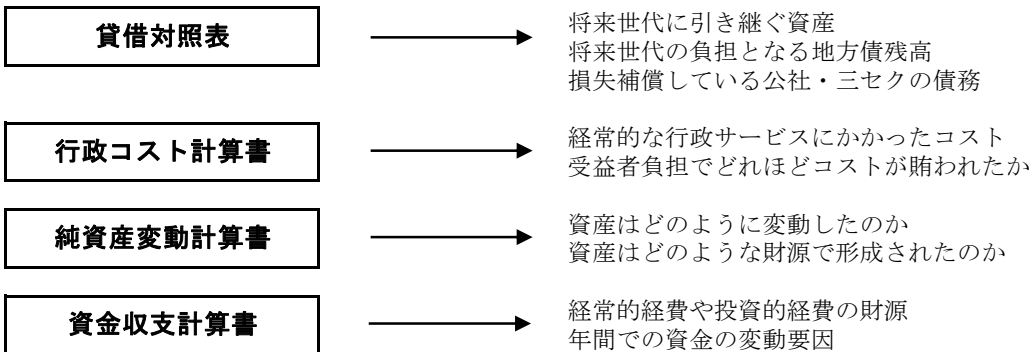 貸借対照表
将来世代に引き継ぐ資産
将来世代の負担となる地方債残高
損失補償している公社・三セクの債務
行政コスト計算書
経常的な行政サービスにかかったコスト
受益者負担でどれほどコストが賄われたか
純資産変動計算書
資産はどのように変動したのか
資産はどのような財源で形成されたのか
資金収支計算書
経常的経費や投資的経費の財源
年間での資金の変動要因